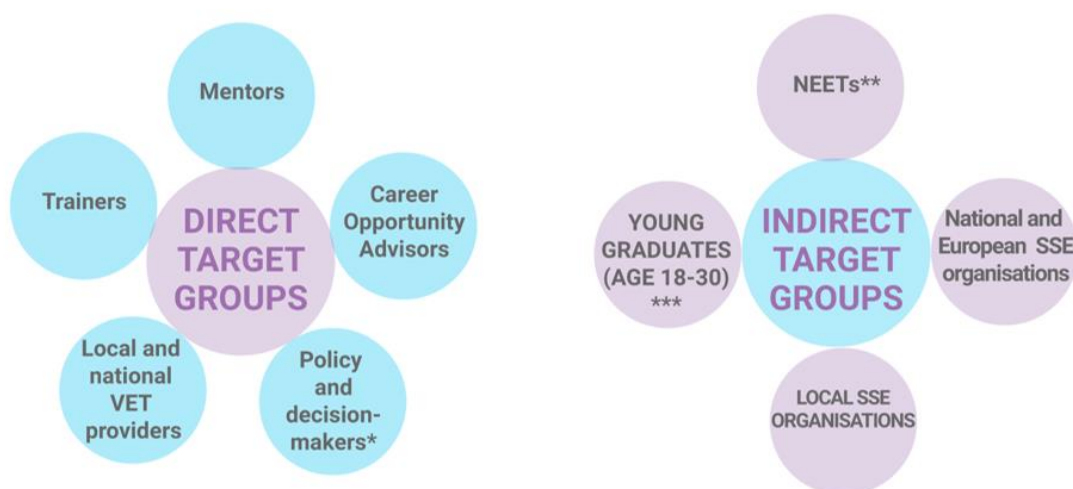 Mentors
Trainers
Career
Opportunity
Advisors
DIRECT
TARGET
GROUPS
Local and
national
VET
providers
Policy
and
decision-
makers*
NEETs**
YOUNG
GRADUATES
(AGE 18-30)
***
INDIRECT
TARGET
GROUPS
National and
European SSE
organisations
LOCAL SSE
ORGANISATIONS